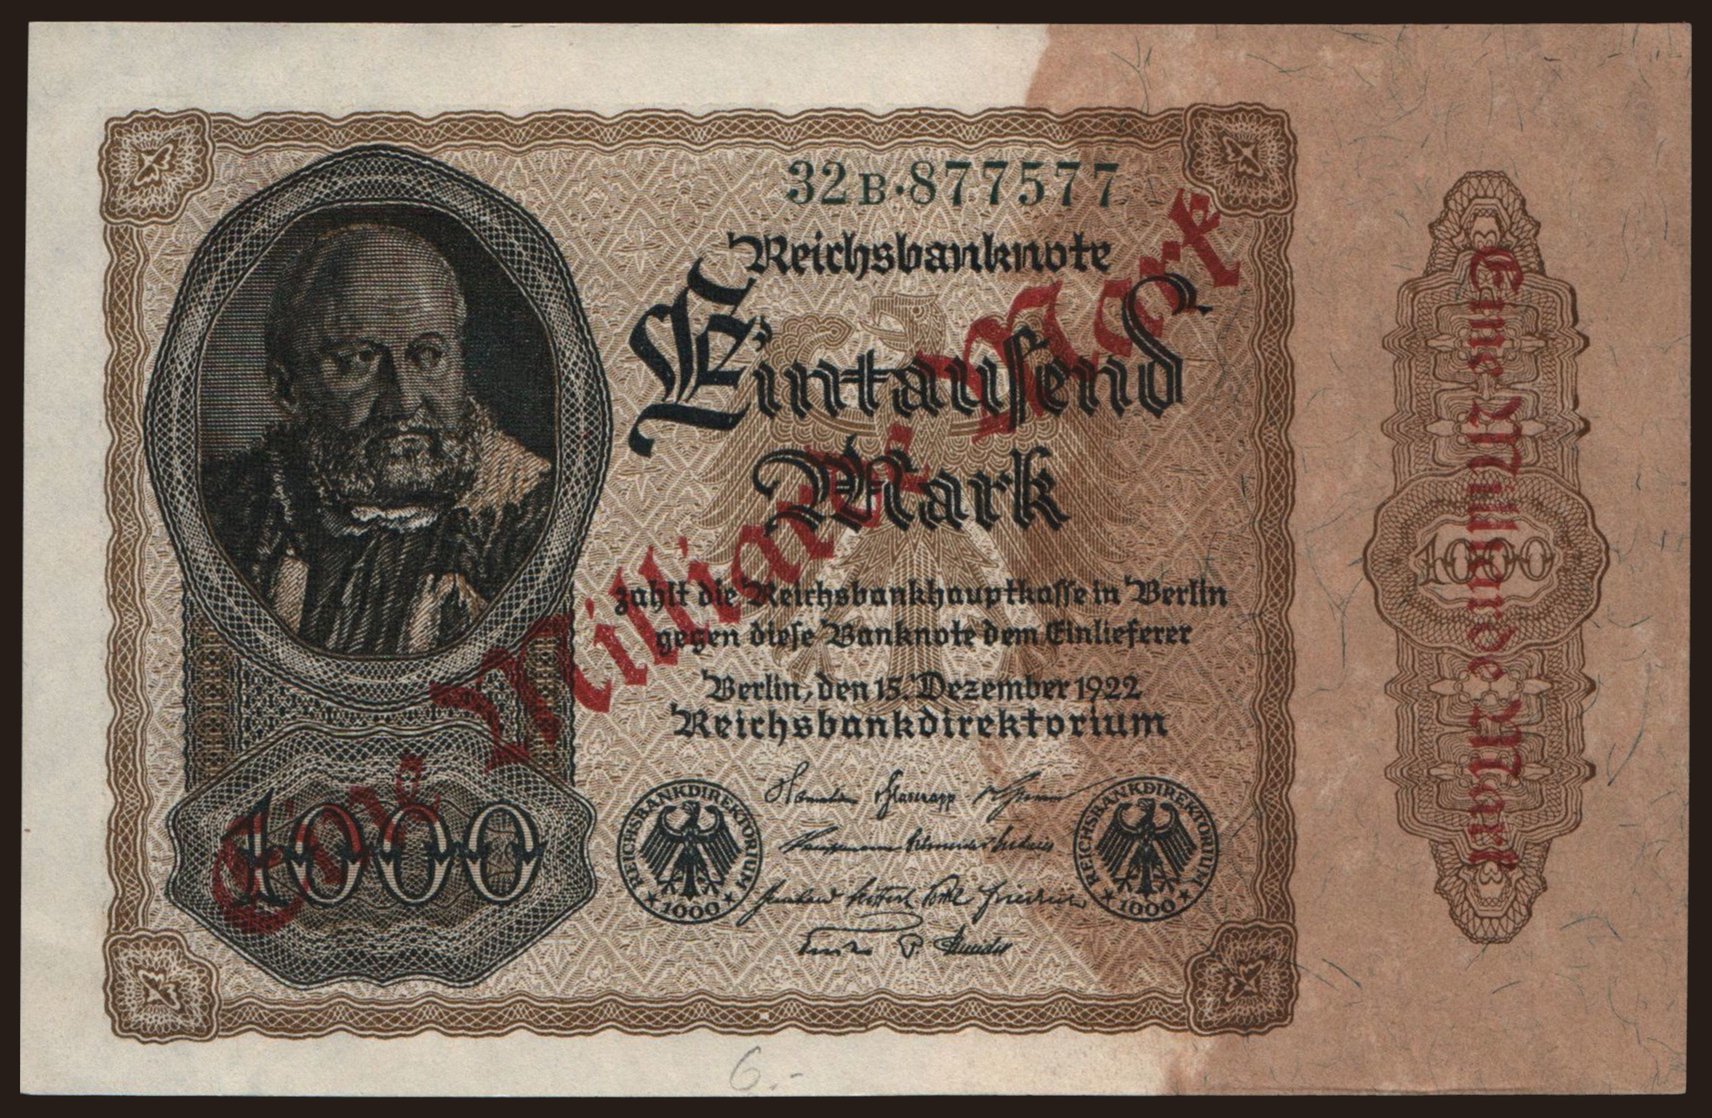 32B·877577
Reichsbanknote
Eintausend
Mark
zahlt die Reichsbankhauptkasse in Berlin
gegen diese Banknote dem Einlieferer
Berlin, den 15. Dezember 1922
Reichsbankdirektorium
Eine Milliarde Mark
1000
REICHSBANKDIREKTORIUM
★1000★
REICHSBANKDIREKTORIUM
★1000★
Eine Milliarde Mark
1000
6.-